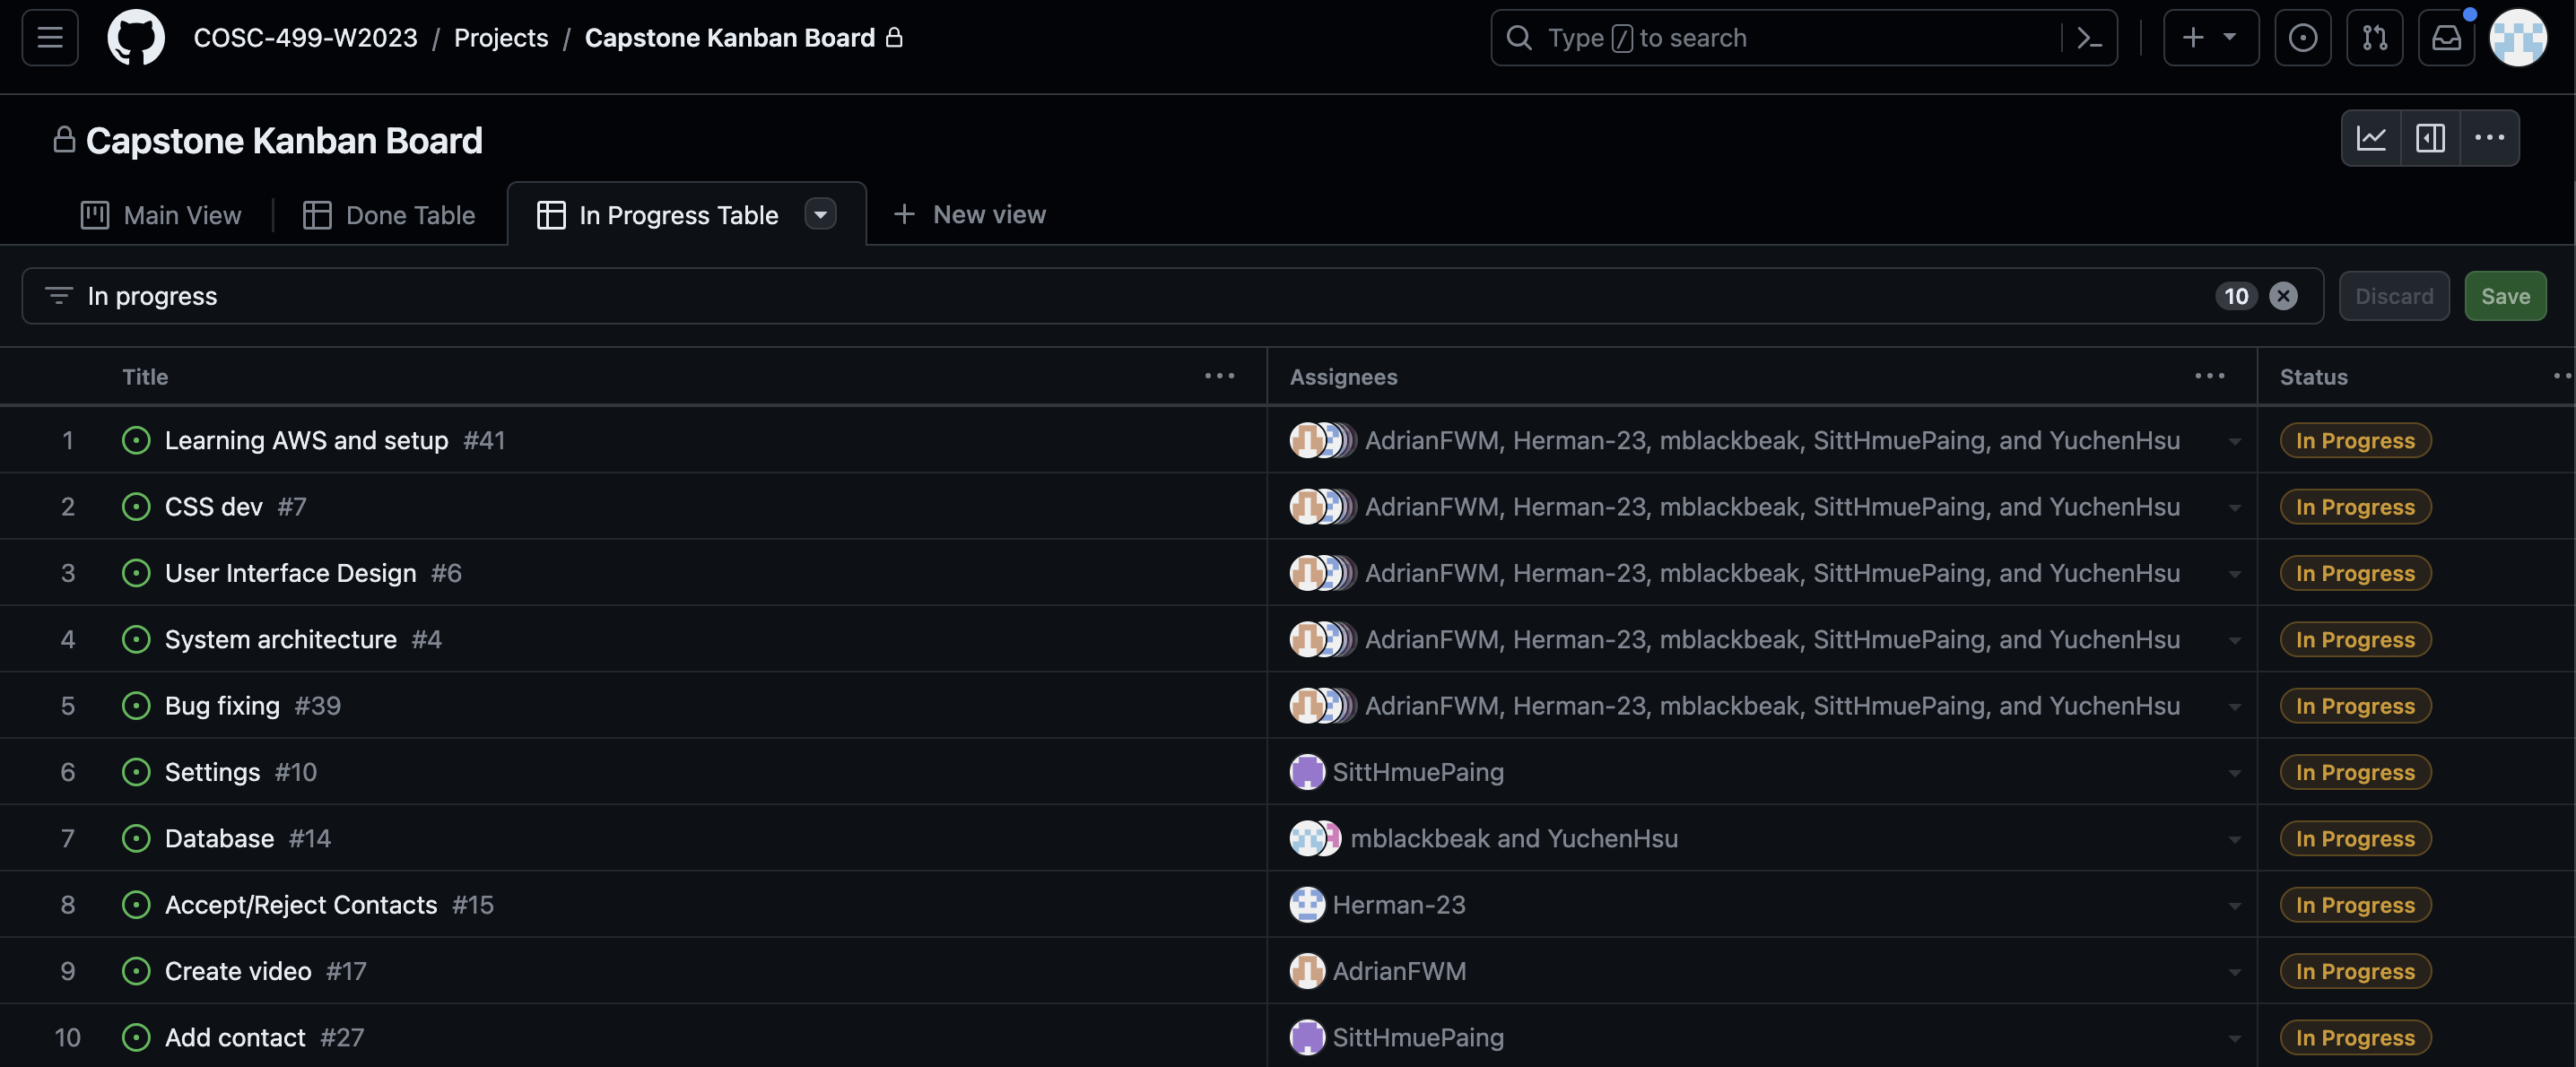 COSC-499-W2023 / Projects / Capstone Kanban Board
Type / to search
Capstone Kanban Board
Main View
Done Table
In Progress Table
New view
In progress
10
Discard
Save
Title
Assignees
Status
1 Learning AWS and setup #41 AdrianFWM, Herman-23, mblackbeak, SittHmuePaing, and YuchenHsu In Progress
2 CSS dev #7 AdrianFWM, Herman-23, mblackbeak, SittHmuePaing, and YuchenHsu In Progress
3 User Interface Design #6 AdrianFWM, Herman-23, mblackbeak, SittHmuePaing, and YuchenHsu In Progress
4 System architecture #4 AdrianFWM, Herman-23, mblackbeak, SittHmuePaing, and YuchenHsu In Progress
5 Bug fixing #39 AdrianFWM, Herman-23, mblackbeak, SittHmuePaing, and YuchenHsu In Progress
6 Settings #10 SittHmuePaing In Progress
7 Database #14 mblackbeak and YuchenHsu In Progress
8 Accept/Reject Contacts #15 Herman-23 In Progress
9 Create video #17 AdrianFWM In Progress
10 Add contact #27 SittHmuePaing In Progress